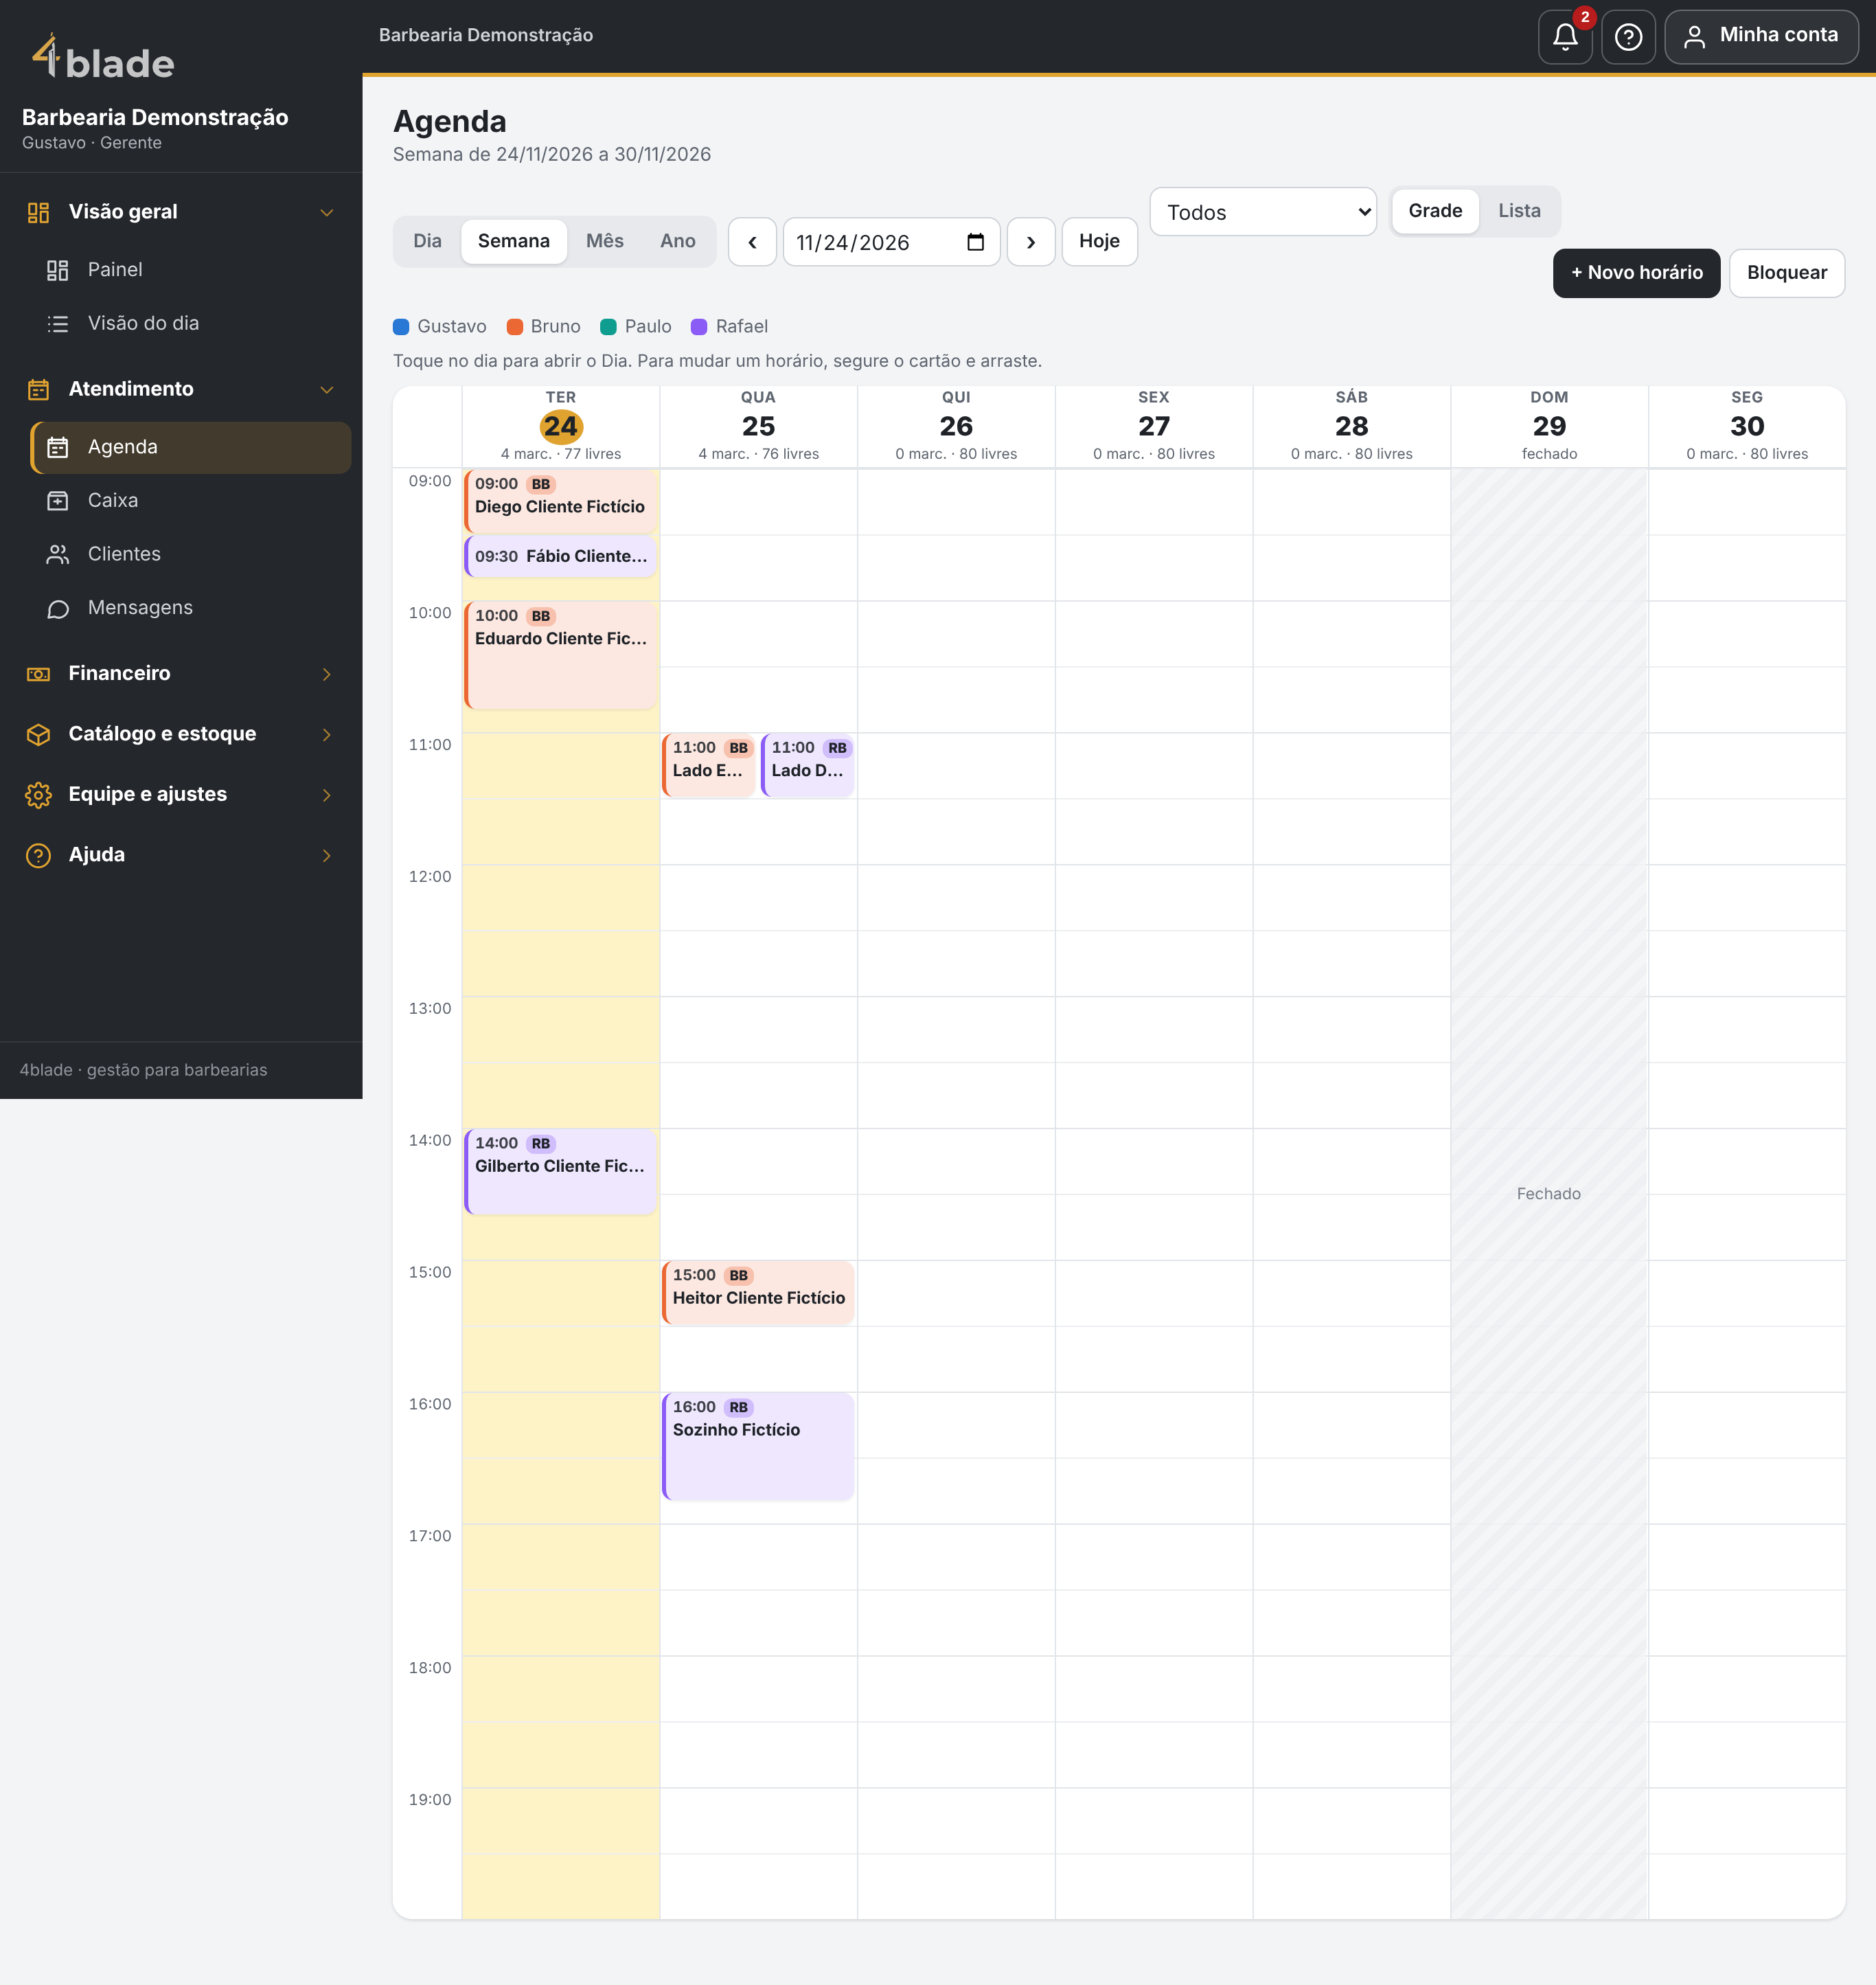 4blade
Barbearia Demonstração
Gustavo · Gerente
Visão geral
Painel
Visão do dia
Atendimento
Agenda
Caixa
Clientes
Mensagens
Financeiro
Catálogo e estoque
Equipe e ajustes
Ajuda
4blade · gestão para barbearias
Barbearia Demonstração
2
Minha conta
Agenda
Semana de 24/11/2026 a 30/11/2026
Dia Semana Mês Ano
11/24/2026
Hoje
Todos
Grade Lista
+ Novo horário Bloquear
Gustavo Bruno Paulo Rafael
Toque no dia para abrir o Dia. Para mudar um horário, segure o cartão e arraste.
TER QUA QUI SEX SÁB DOM SEG
24 25 26 27 28 29 30
4 marc. · 77 livres 4 marc. · 76 livres 0 marc. · 80 livres 0 marc. · 80 livres 0 marc. · 80 livres fechado 0 marc. · 80 livres
09:00
09:00 BB
Diego Cliente Fictício
09:30 Fábio Cliente...
10:00
10:00 BB
Eduardo Cliente Fic...
11:00
11:00 BB
Lado E...
11:00 RB
Lado D...
12:00
13:00
14:00
14:00 RB
Gilberto Cliente Fic...
Fechado
15:00
15:00 BB
Heitor Cliente Fictício
16:00
16:00 RB
Sozinho Fictício
17:00
18:00
19:00